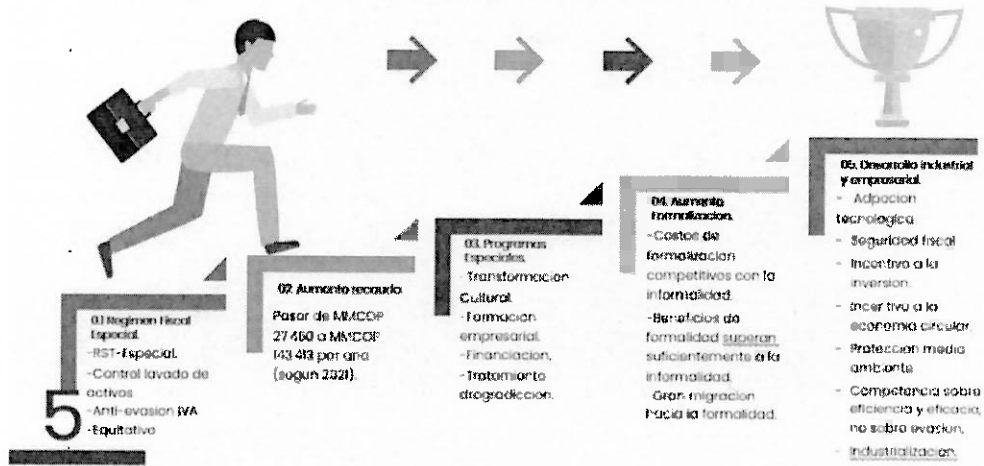 01 Regimen Fiscal
Especial.
-RST-Especial.
-Control lavado de
activos
-Anti-evasion IVA
-Equitativo
5
02. Aumento recaudo.
Pasar de MMCOP
27.460 a MMCOP
143.413 por ano
(segun 2021).
03. Programas
Especiales.
-Transformacion
Cultural.
-Formacion
empresarial.
-Financiacion.
-Tratamiento
drogradiccion.
04. Aumento
Formalizacion.
-Costos de
formalizacion
competitivos con la
informalidad.
-Beneficios de
formalidad superan
suficientemente a la
informalidad.
Gran migracion
hacia la formalidad.
05. Desarrollo industrial
y empresarial.
- Adpacion
tecnologica
- Seguridad fiscal
- Incentivo a la
inversion.
- Incentivo a la
economia circular.
- Proteccion medio
ambiente
- Competencia sobre
eficiencia y eficacia,
no sobre evasion.
- Industrializacion.